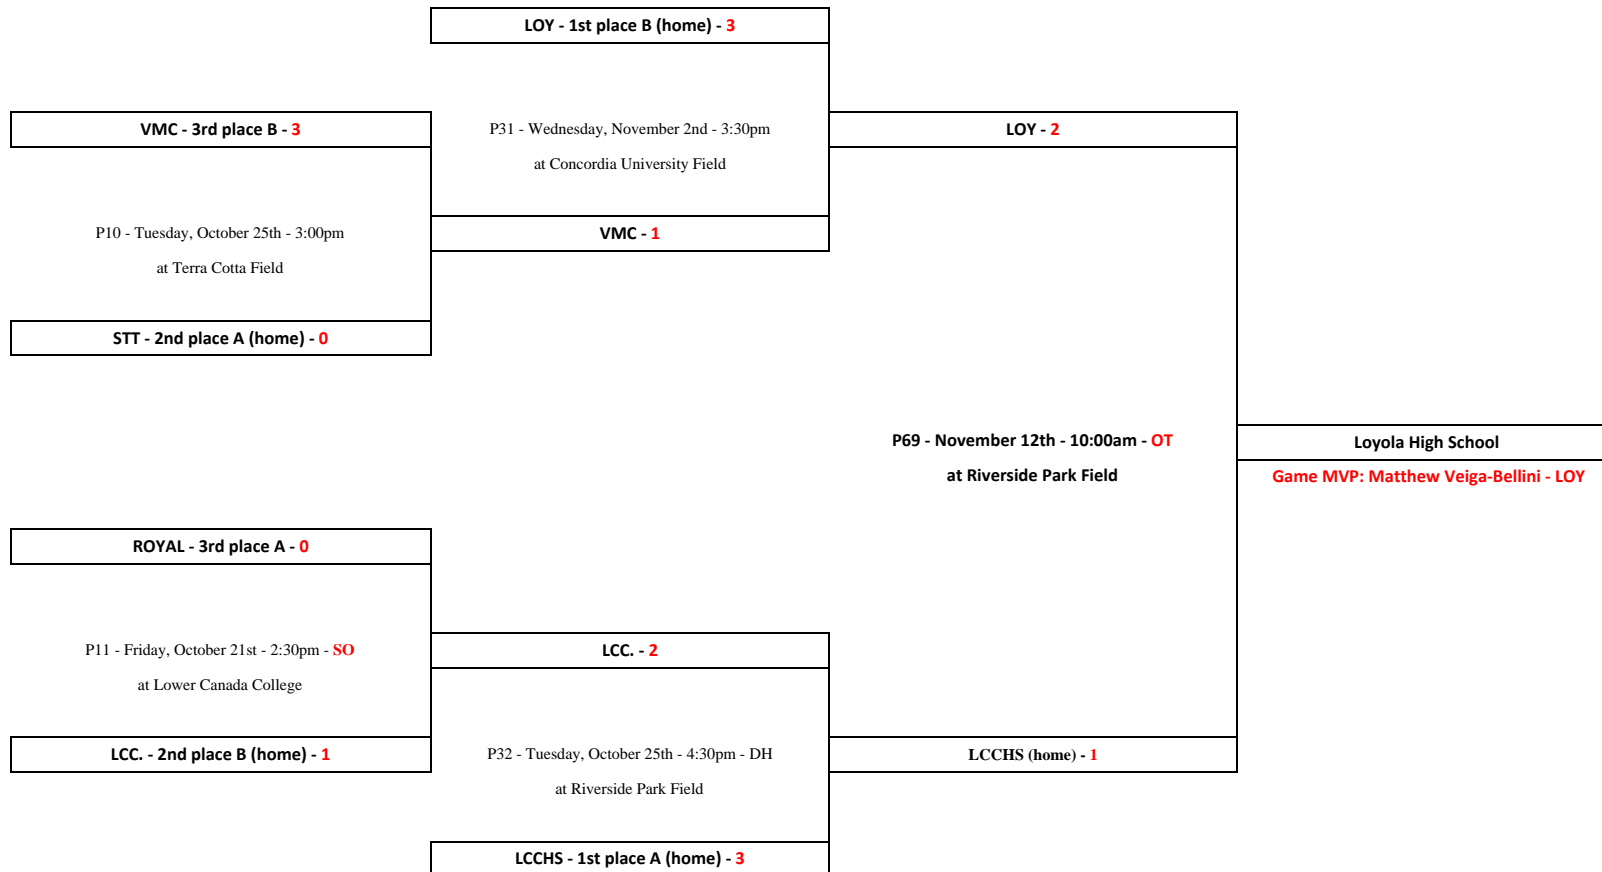 LOY - 1st place B (home) - 3
VMC - 3rd place B - 3
P31 - Wednesday, November 2nd - 3:30pm
at Concordia University Field
LOY - 2
P10 - Tuesday, October 25th - 3:00pm
at Terra Cotta Field
VMC - 1
STT - 2nd place A (home) - 0
P69 - November 12th - 10:00am - OT
at Riverside Park Field
Loyola High School
Game MVP: Matthew Veiga-Bellini - LOY
ROYAL - 3rd place A - 0
P11 - Friday, October 21st - 2:30pm - SO
at Lower Canada College
LCC. - 2
LCC. - 2nd place B (home) - 1
P32 - Tuesday, October 25th - 4:30pm - DH
at Riverside Park Field
LCCHS (home) - 1
LCCHS - 1st place A (home) - 3